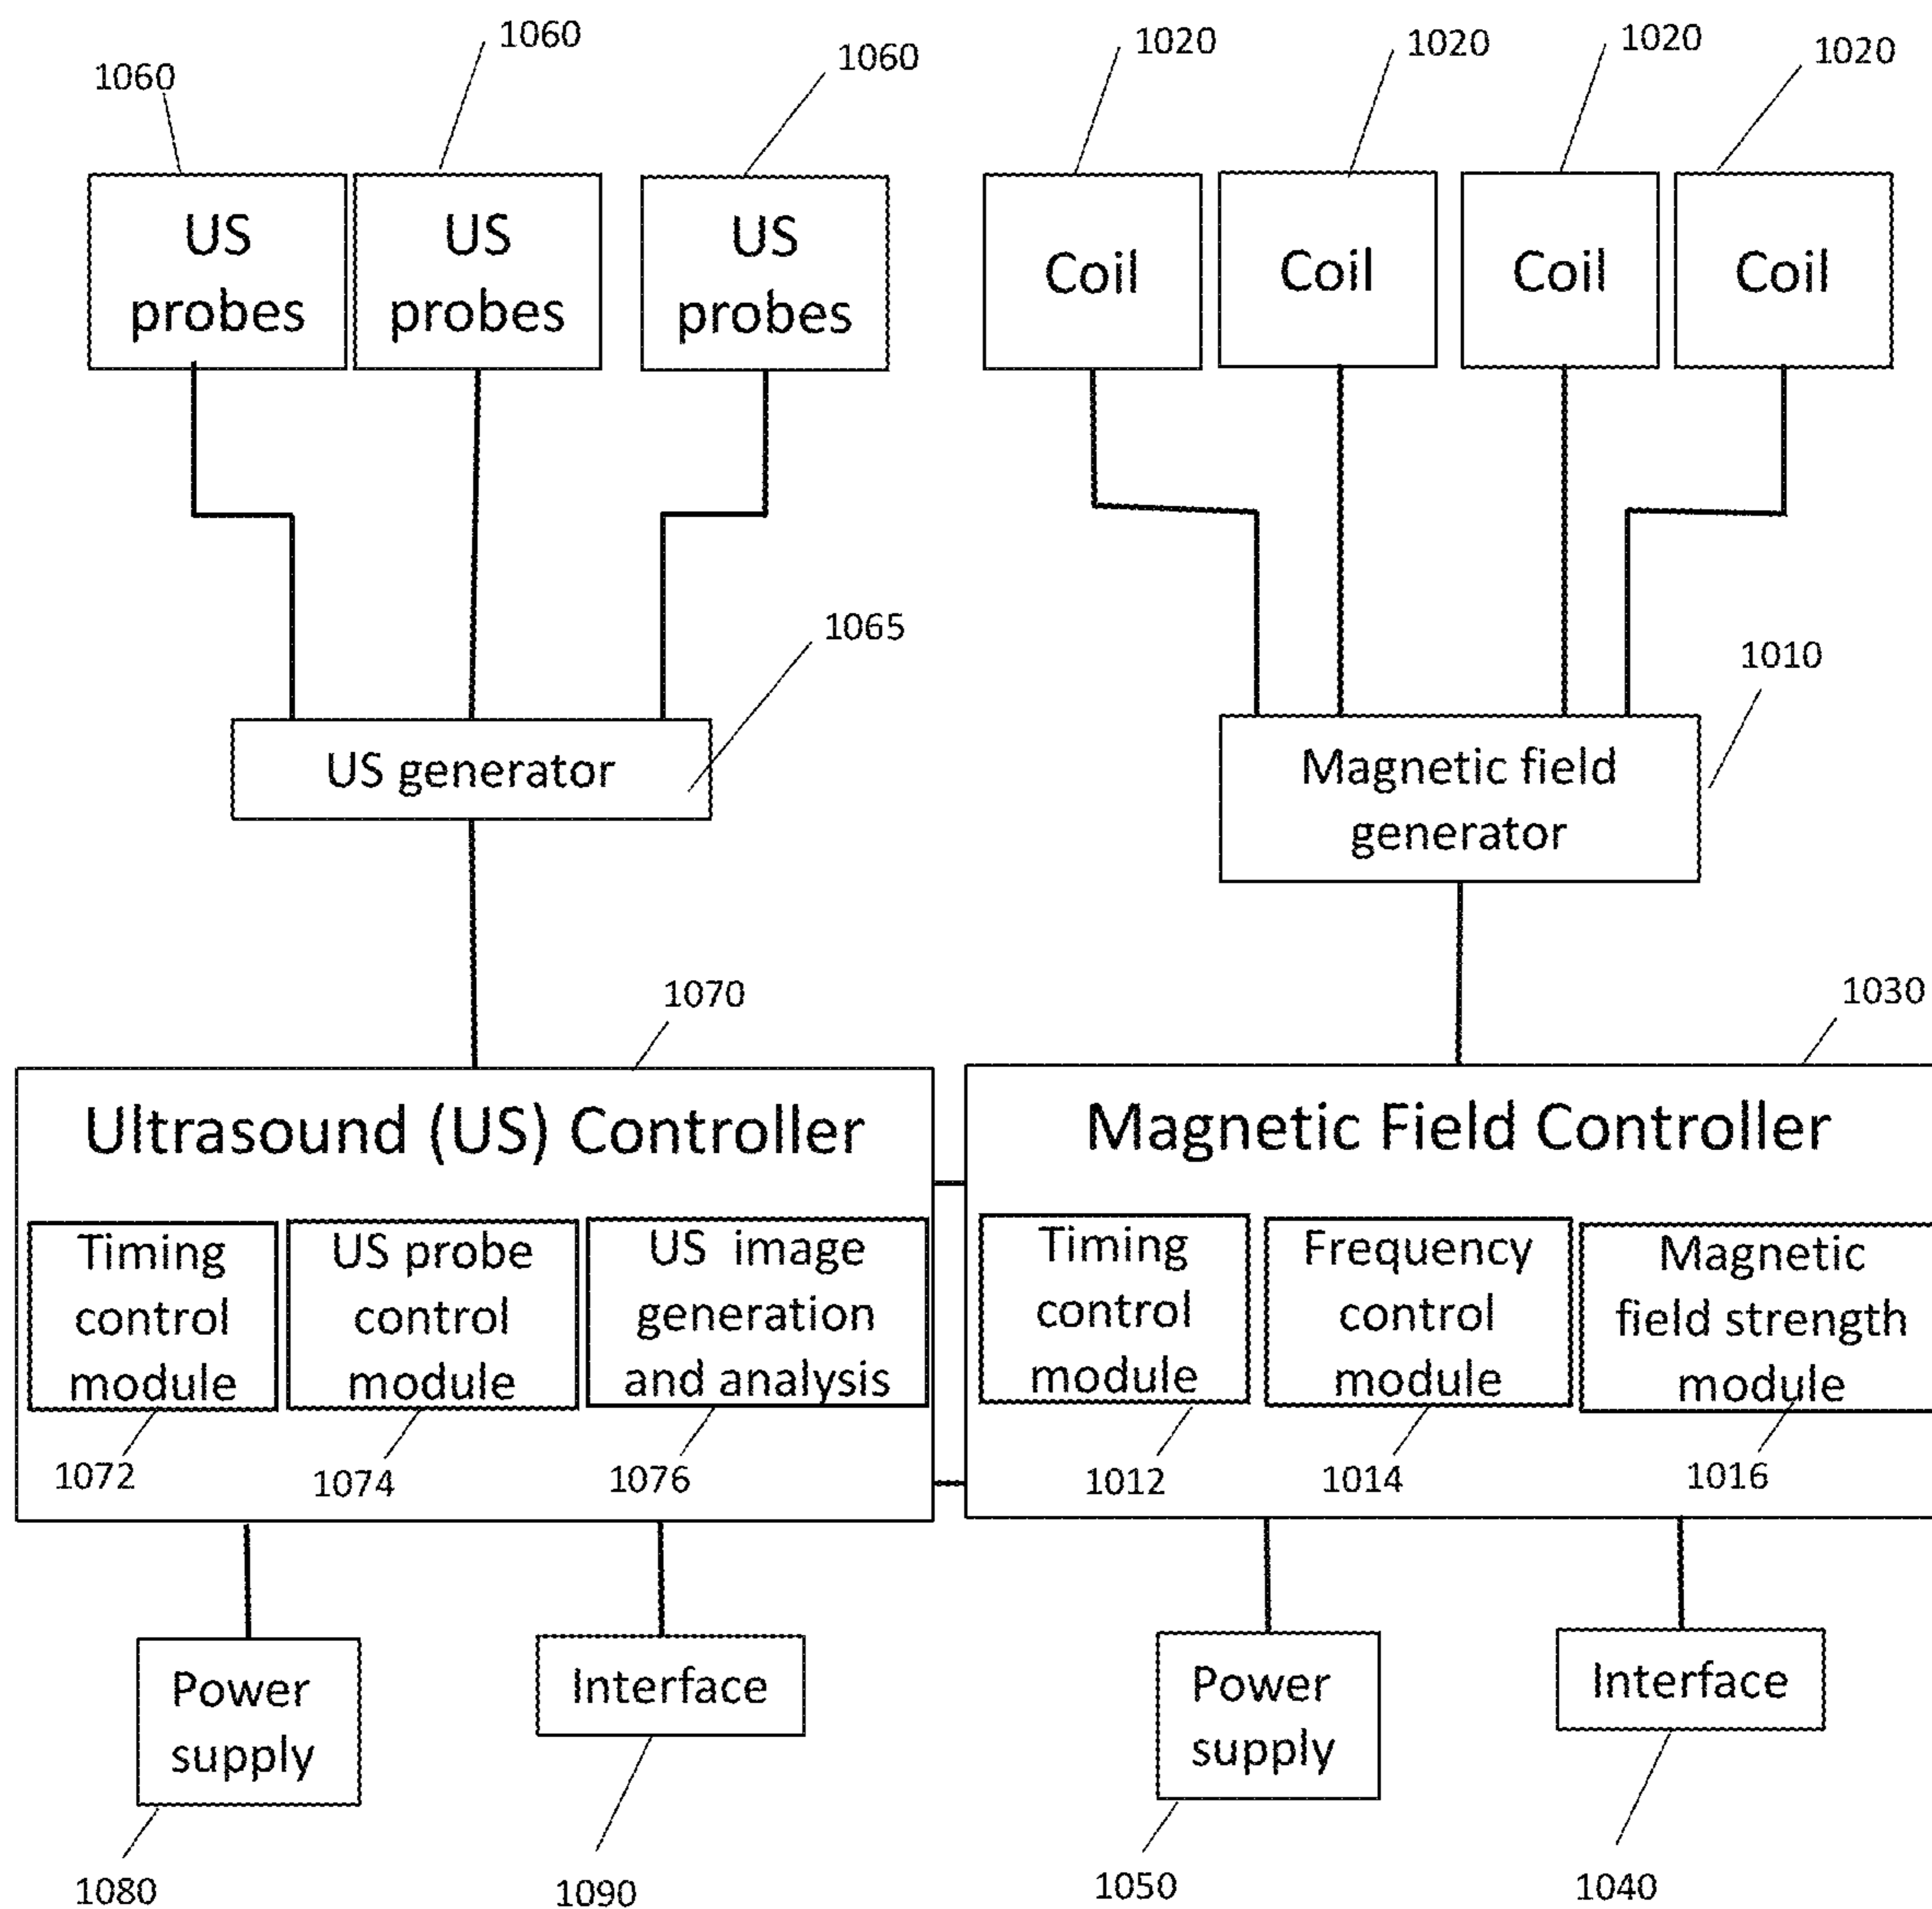 1060
1060
1060
1020
1020
1020
1020
US
probes
US
probes
US
probes
Coil
Coil
Coil
Coil
1065
1010
US generator
Magnetic field
generator
1070
1030
Ultrasound (US) Controller
Timing
control
module
US probe
control
module
US image
generation
and analysis
1072
1074
1076
Magnetic Field Controller
Timing
control
module
Frequency
control
module
Magnetic
field strength
module
1012
1014
1016
Power
supply
Interface
Power
supply
Interface
1080
1090
1050
1040